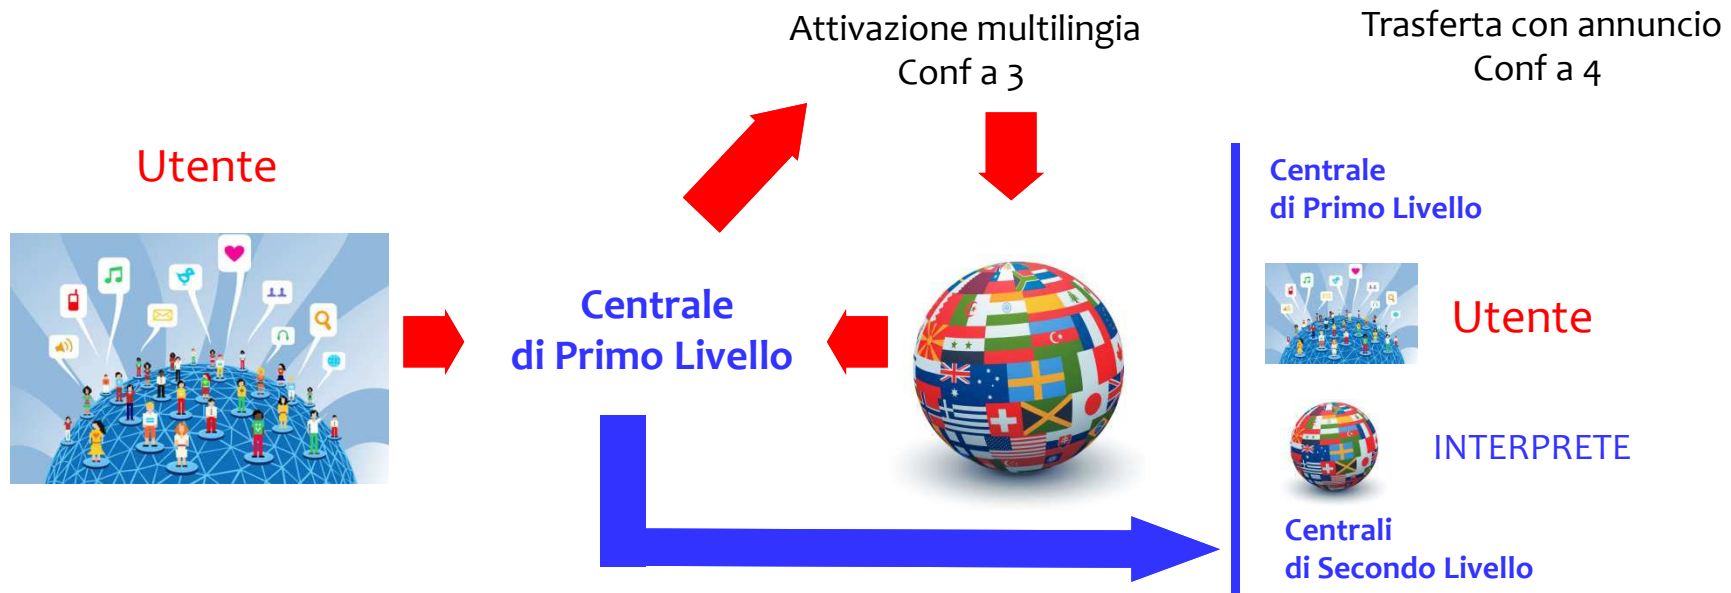 Attivazione multilingia
Conf a 3
Trasferta con annuncio
Conf a 4
Utente
Centrale
di Primo Livello
Centrale
di Primo Livello
Utente
INTERPRETE
Centrali
di Secondo Livello